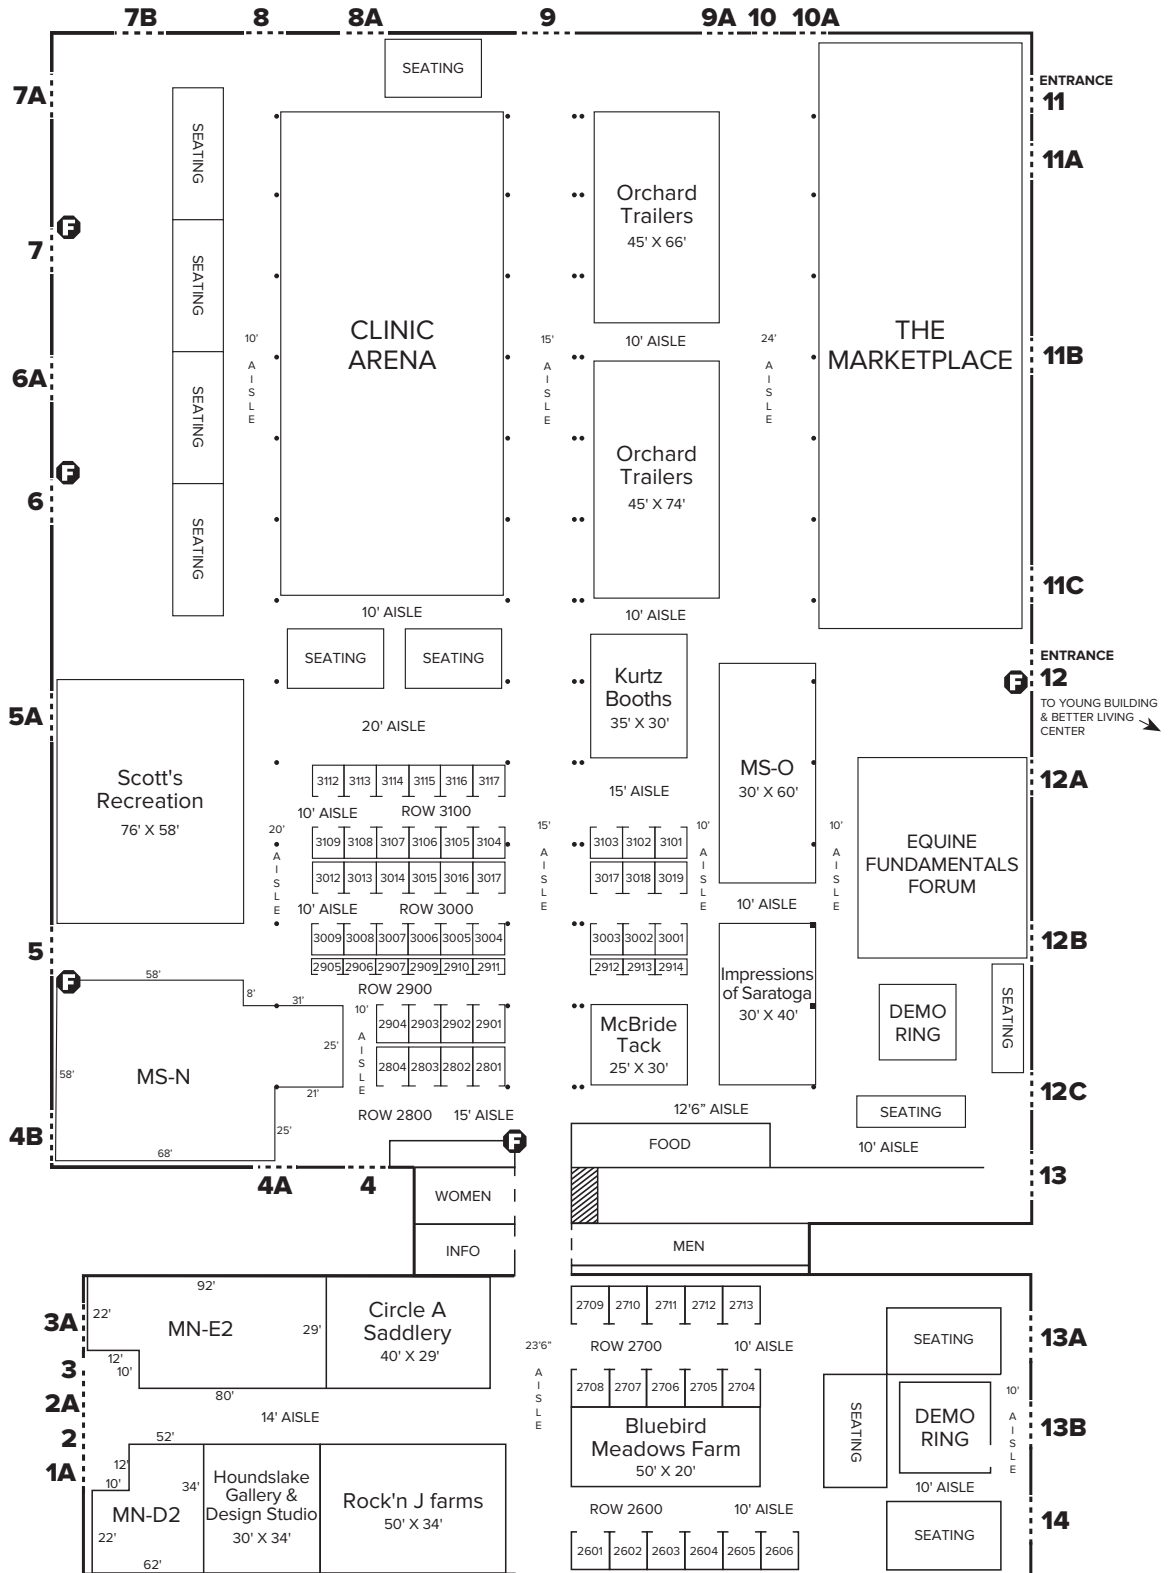 7B 8 8A 9 9A 10 10A
SEATING
ENTRANCE
7A
11
11A
SEATING
Orchard
Trailers
45' X 66'
7
F
SEATING
CLINIC
ARENA
THE
MARKETPLACE
10'
AISLE
15'
AISLE
10' AISLE
24'
AISLE
11B
6A
SEATING
Orchard
Trailers
45' X 74'
F
6
SEATING
11C
10' AISLE
10' AISLE
SEATING
SEATING
Kurtz
Booths
35' X 30'
ENTRANCE
F
12
TO YOUNG BUILDING
& BETTER LIVING
CENTER
5A
20' AISLE
Scott's
Recreation
76' X 58'
3112 3113 3114 3115 3116 3117
15' AISLE
MS-O
30' X 60'
12A
10' AISLE
ROW 3100
20'
AISLE
15'
AISLE
10'
AISLE
10'
AISLE
3109 3108 3107 3106 3105 3104
3103 3102 3101
EQUINE
FUNDAMENTALS
FORUM
3012 3013 3014 3015 3016 3017
3017 3018 3019
10' AISLE
ROW 3000
10' AISLE
5
3009 3008 3007 3006 3005 3004
3003 3002 3001
12B
2905 2906 2907 2909 2910 2911
2912 2913 2914
Impressions
of Saratoga
30' X 40'
SEATING
F
58'
8'
31'
ROW 2900
10'
AISLE
2904 2903 2902 2901
McBride
Tack
25' X 30'
DEMO
RING
25'
58'
MS-N
2804 2803 2802 2801
21'
12C
ROW 2800
15' AISLE
12'6" AISLE
SEATING
4B
25'
68'
F
FOOD
10' AISLE
4A
4
13
WOMEN
INFO
MEN
3A
92'
22'
MN-E2
29'
12'
10'
80'
Circle A
Saddlery
40' X 29'
2709 2710 2711 2712 2713
SEATING
13A
23'6"
AISLE
ROW 2700
10' AISLE
3
2A
2708 2707 2706 2705 2704
SEATING
DEMO
RING
10'
AISLE
14' AISLE
Bluebird
Meadows Farm
50' X 20'
13B
2
1A
52'
12'
10'
34'
MN-D2
22'
62'
Houndslake
Gallery &
Design Studio
30' X 34'
Rock'n J farms
50' X 34'
10' AISLE
ROW 2600
10' AISLE
SEATING
14
2601 2602 2603 2604 2605 2606